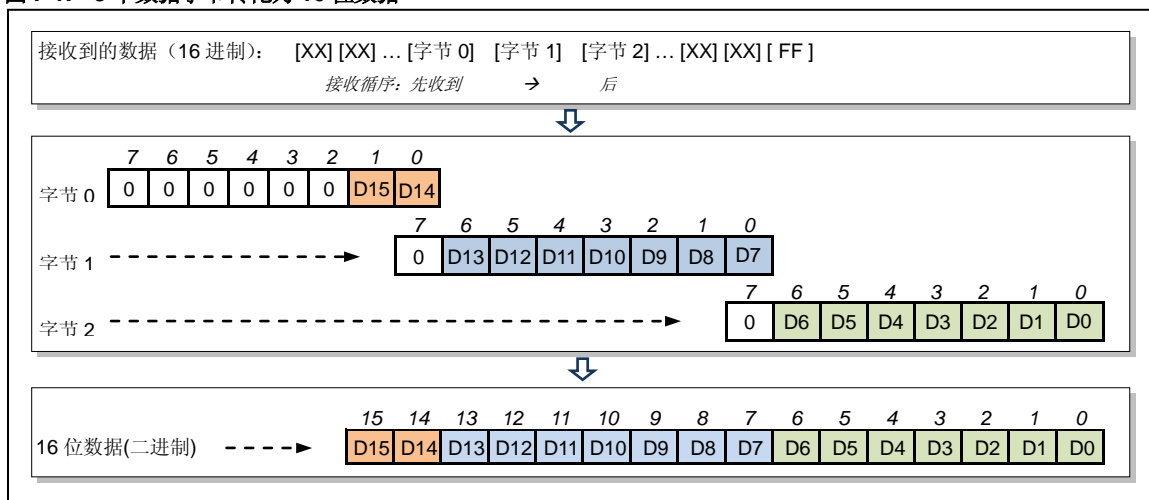 接收到的数据（16 进制）： [XX] [XX] … [字节 0] [字节 1] [字节 2] … [XX] [XX] [ FF ]
接收循序：先收到 → 后
7 6 5 4 3 2 1 0
字节 0 0 0 0 0 0 0 D15 D14
7 6 5 4 3 2 1 0
字节 1 0 D13 D12 D11 D10 D9 D8 D7
7 6 5 4 3 2 1 0
字节 2 0 D6 D5 D4 D3 D2 D1 D0
15 14 13 12 11 10 9 8 7 6 5 4 3 2 1 0
16 位数据(二进制) D15 D14 D13 D12 D11 D10 D9 D8 D7 D6 D5 D4 D3 D2 D1 D0